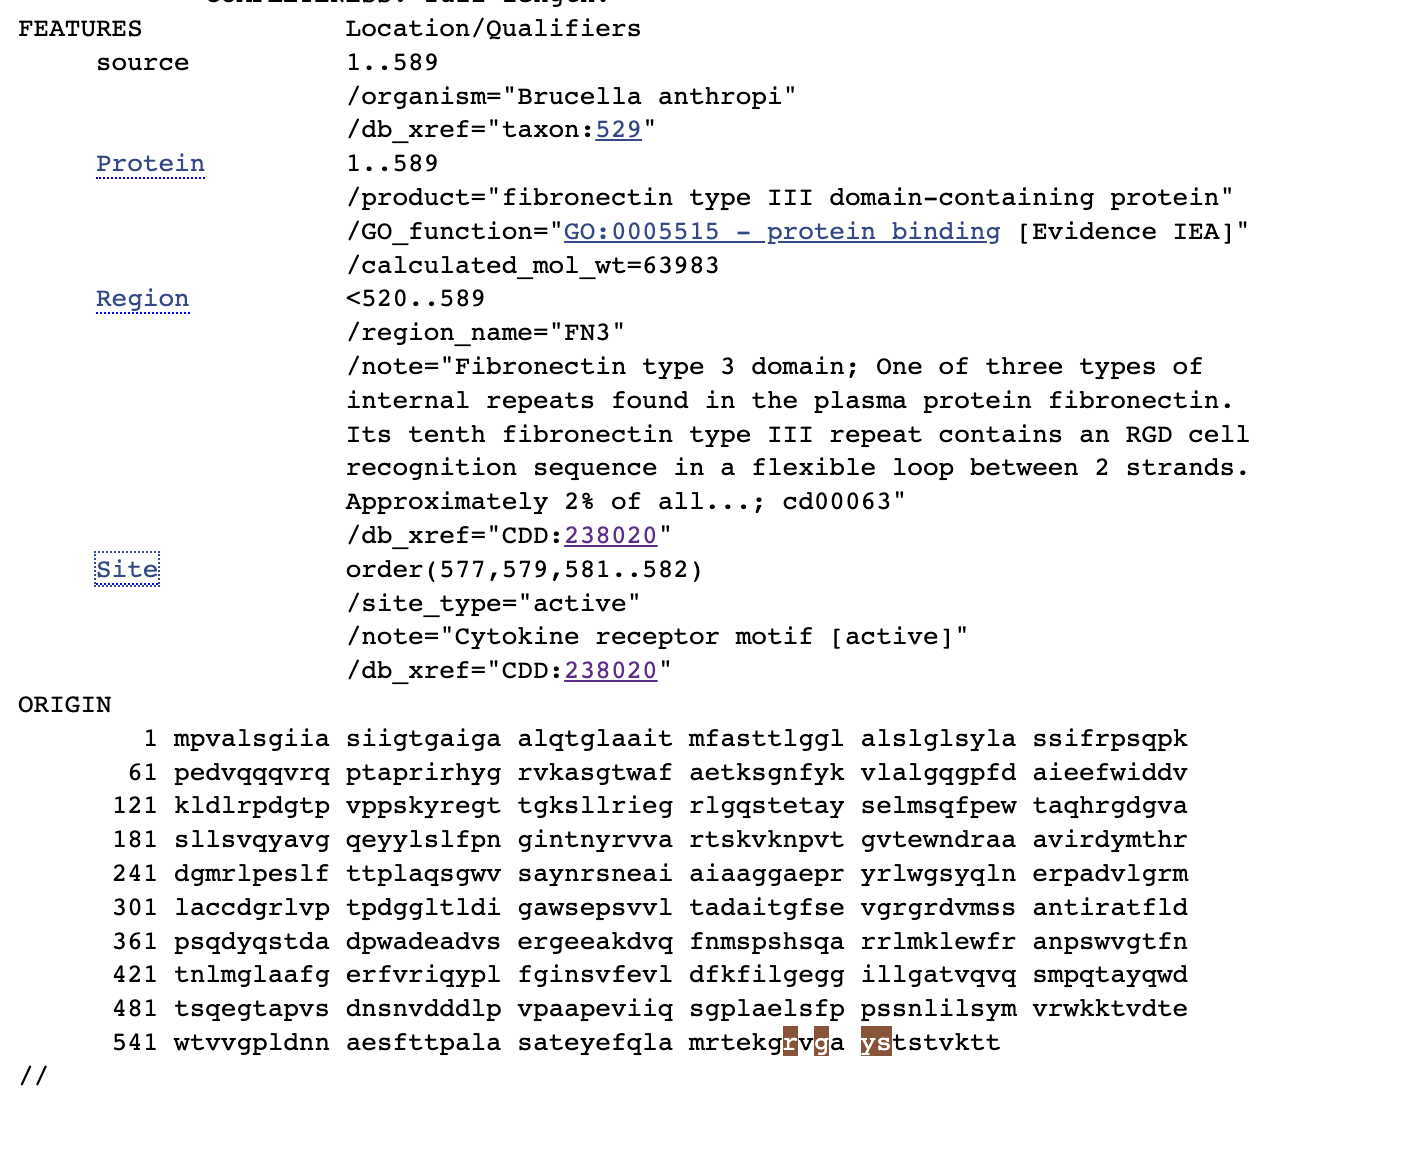 FEATURES Location/Qualifiers
source 1..589
/organism="Brucella anthropi"
/db_xref="taxon:529"
Protein 1..589
/product="fibronectin type III domain-containing protein"
/GO_function="GO:0005515 - protein binding [Evidence IEA]"
/calculated_mol_wt=63983
Region <520..589
/region_name="FN3"
/note="Fibronectin type 3 domain; One of three types of
internal repeats found in the plasma protein fibronectin.
Its tenth fibronectin type III repeat contains an RGD cell
recognition sequence in a flexible loop between 2 strands.
Approximately 2% of all...; cd00063"
/db_xref="CDD:238020"
Site order(577,579,581..582)
/site_type="active"
/note="Cytokine receptor motif [active]"
/db_xref="CDD:238020"
ORIGIN
1 mpvalsgiia siigtgaiga alqtglaait mfasttlggl alslglsyla ssifrpsqpk
61 pedvqqqvrq ptaprirhyg rvkasgtwaf aetksgnfyk vlalgqgpfd aieefwiddv
121 kldlrpdgtp vppskyregt tgksllrieg rlgqstetay selmsqfpew taqhrgdgva
181 sllsvqyavg qeyylslfpn gintnyrvva rtskvknpvt gvtewndraa avirdymthr
241 dgmrlpeslf ttplaqsgwv saynrsneai aiaaggaepr yrlwgsyqln erpadvlgrm
301 laccdgrlvp tpdggltldi gawsepsvvl tadaitgfse vgrgrdvmss antiratfld
361 psqdyqstda dpwadeadvs ergeeakdvq fnmspshsqa rrlmklewfr anpswvgtfn
421 tnlmglaafg erfvriqypl fginsvfevl dfkfilgegg illgatvqvq smpqtayqwd
481 tsqegtapvs dnsnvdddlp vpaapeviiq sgplaelsfp pssnlilsym vrwkktvdte
541 wtvvgpldnn aesfttpala sateyefqla mrtekgrvga yststvktt
//